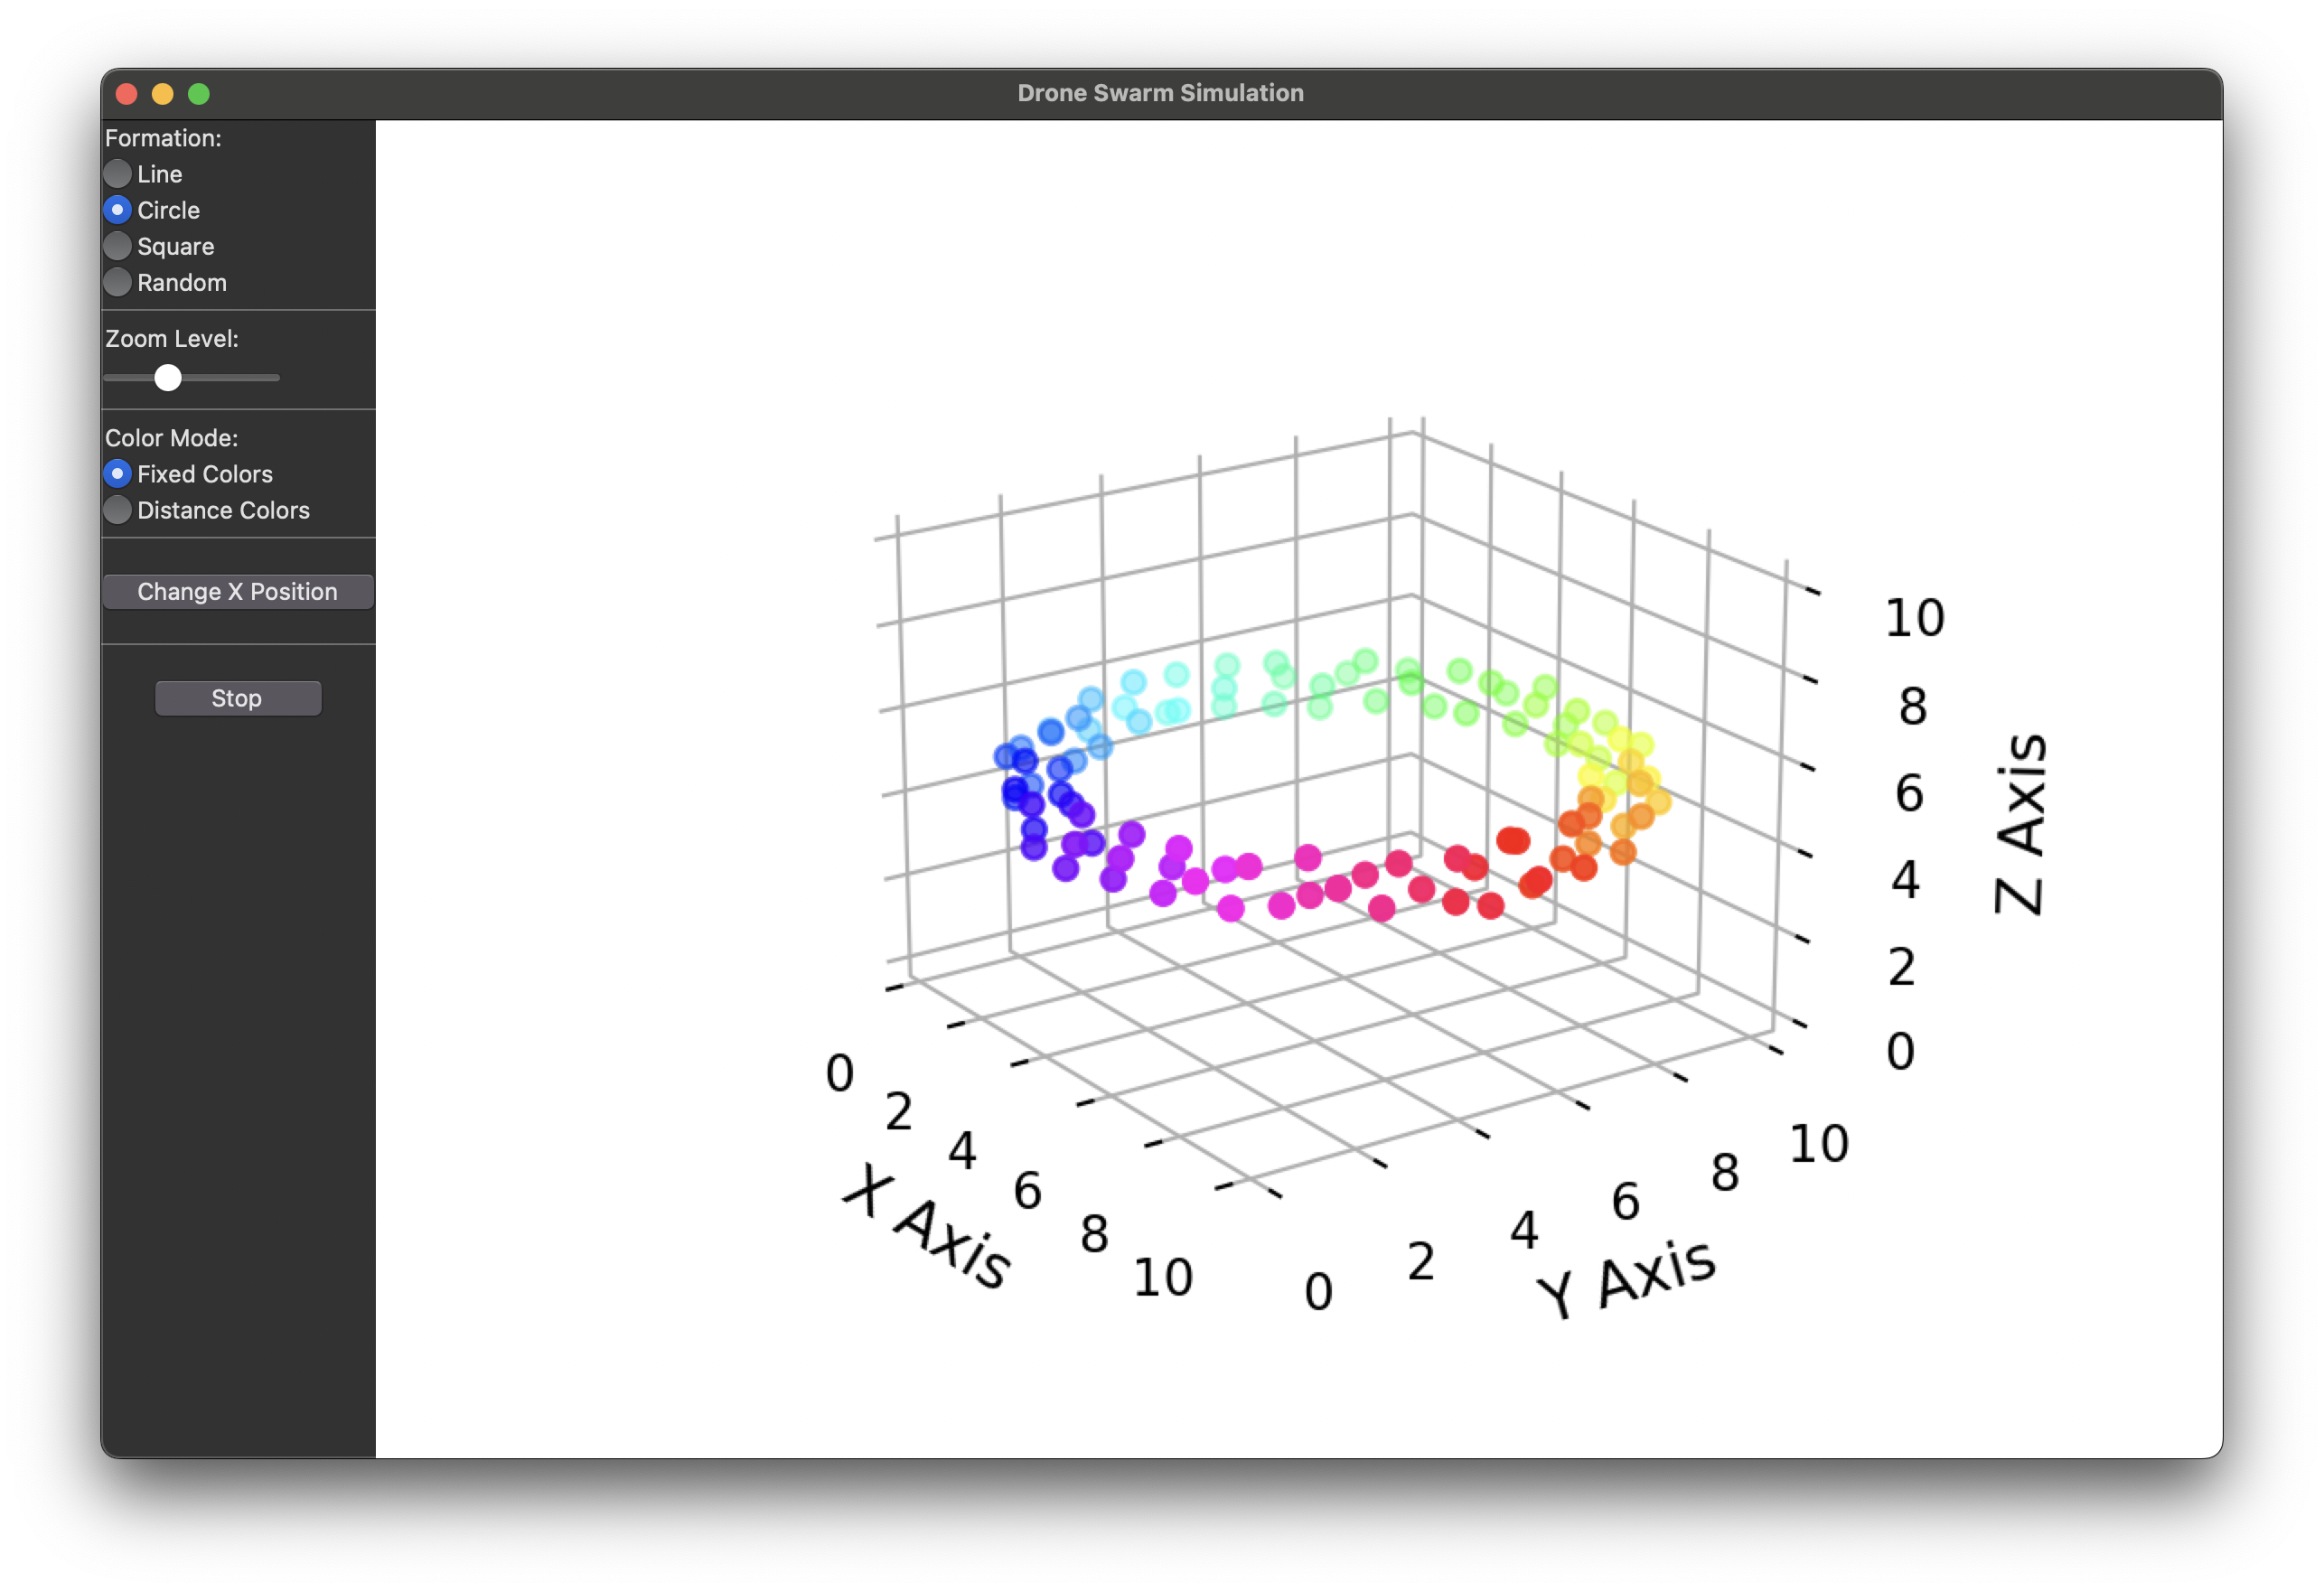 Drone Swarm Simulation
Formation:
Line
Circle
Square
Random
Zoom Level:
Color Mode:
Fixed Colors
Distance Colors
Change X Position
Stop
10
8
6
4
2
0
Z Axis
0
2
4
6
8
10
X Axis
0
2
4
6
8
10
Y Axis